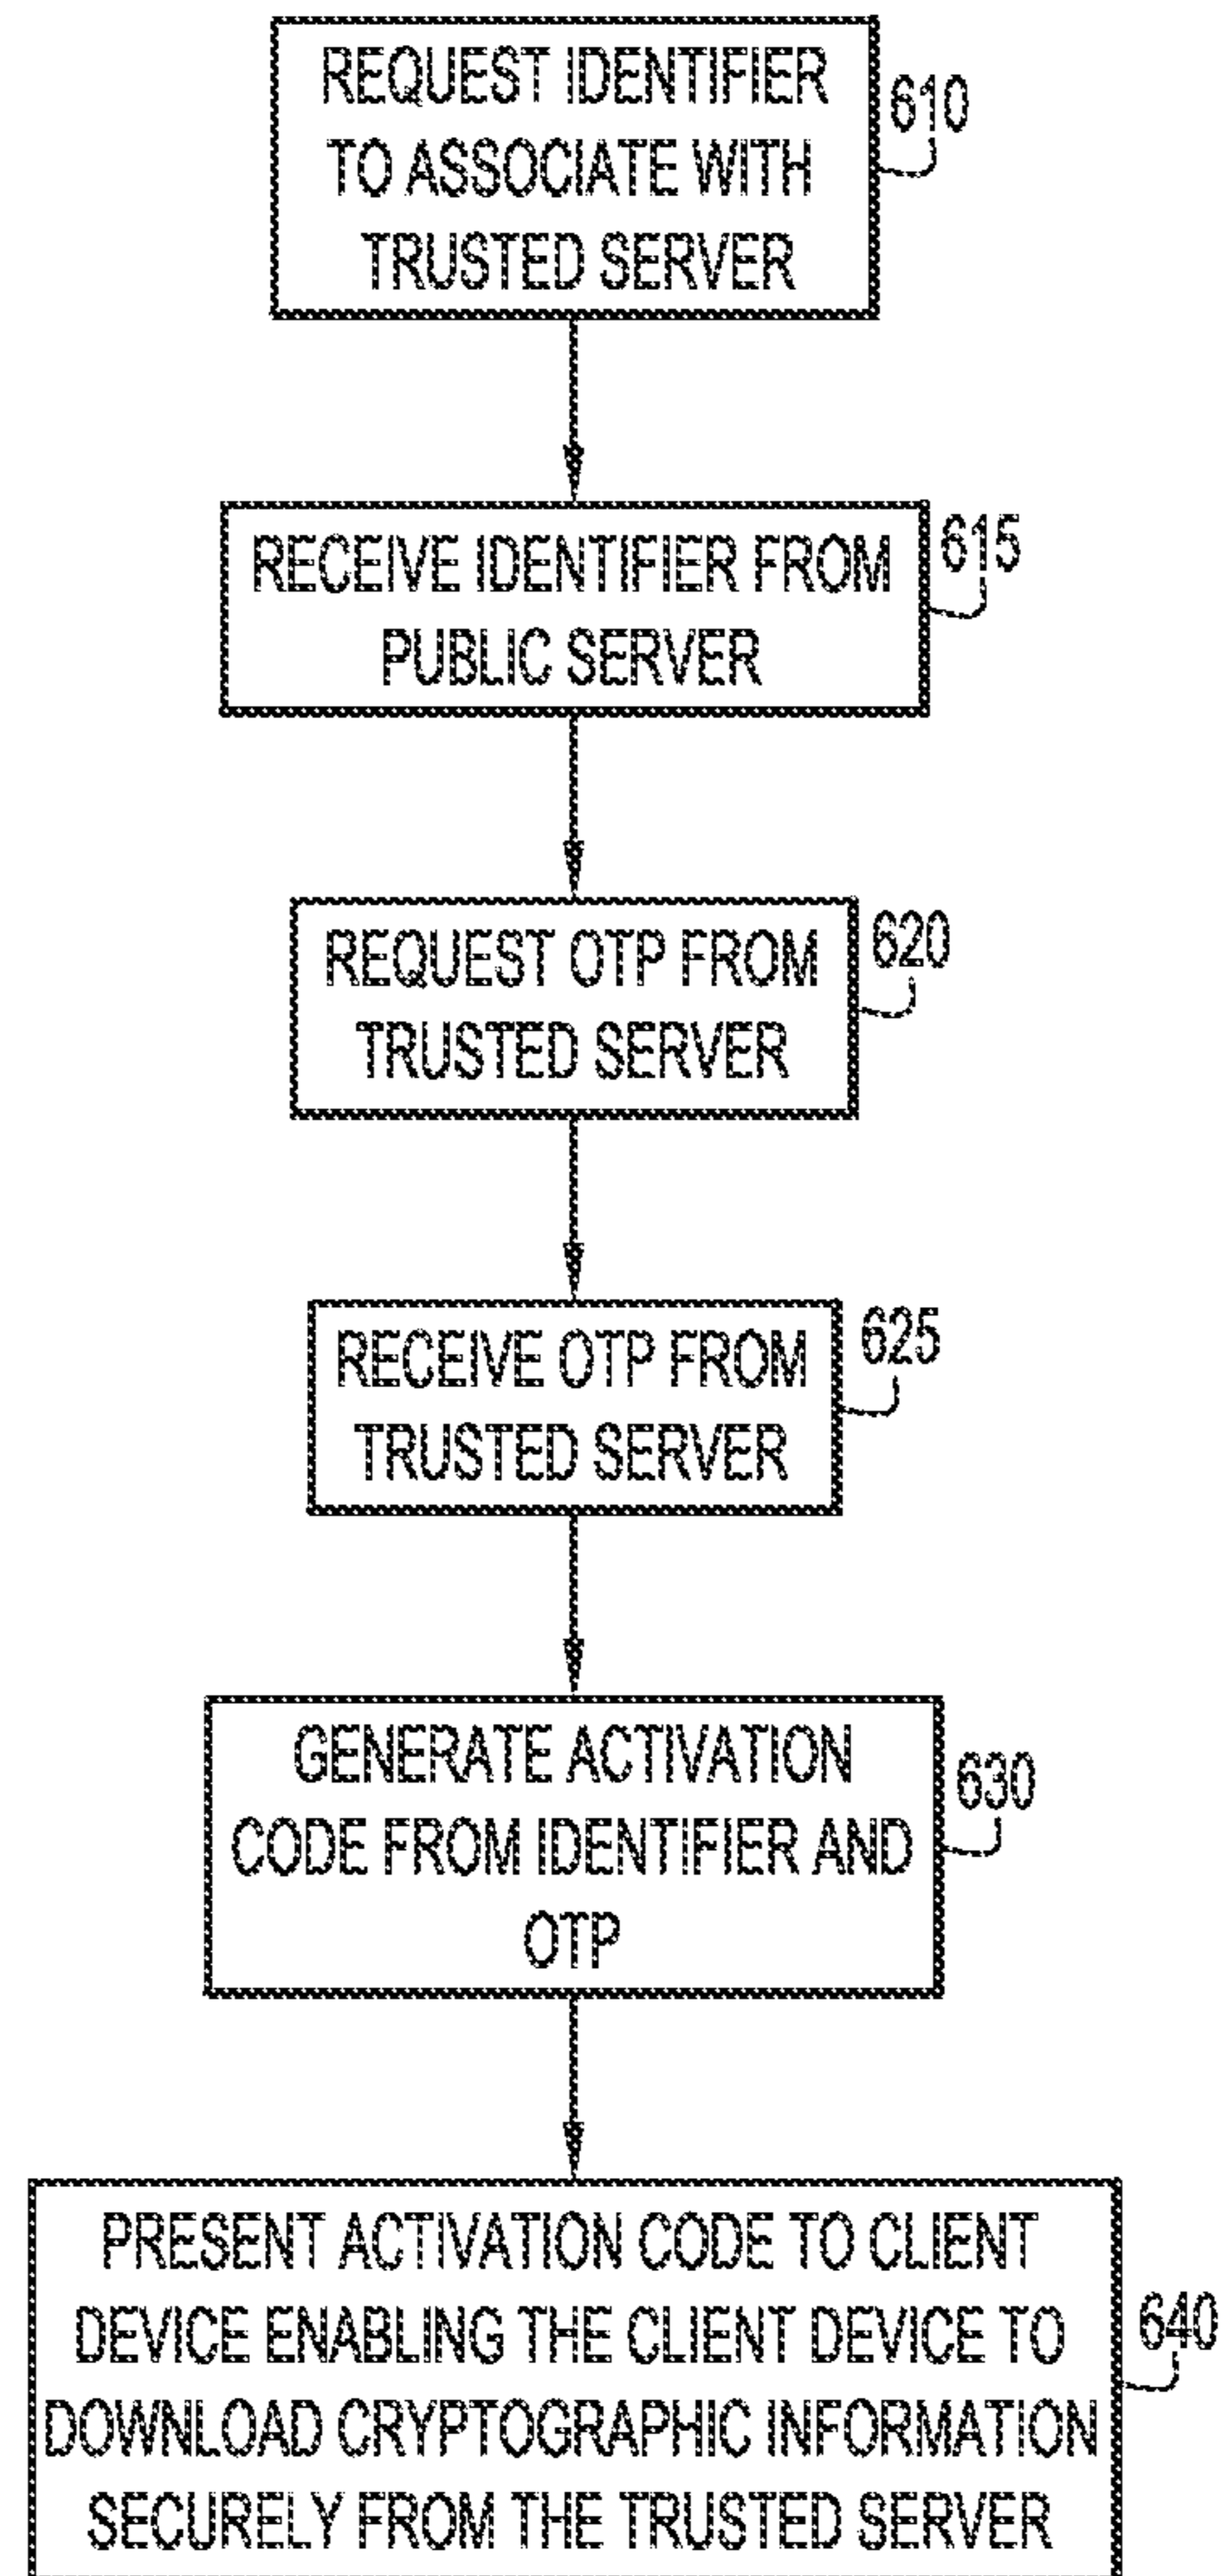 REQUEST IDENTIFIER
TO ASSOCIATE WITH
TRUSTED SERVER
610
RECEIVE IDENTIFIER FROM
PUBLIC SERVER
615
REQUEST OTP FROM
TRUSTED SERVER
620
RECEIVE OTP FROM
TRUSTED SERVER
625
GENERATE ACTIVATION
CODE FROM IDENTIFIER AND
OTP
630
PRESENT ACTIVATION CODE TO CLIENT
DEVICE ENABLING THE CLIENT DEVICE TO
DOWNLOAD CRYPTOGRAPHIC INFORMATION
SECURELY FROM THE TRUSTED SERVER
640